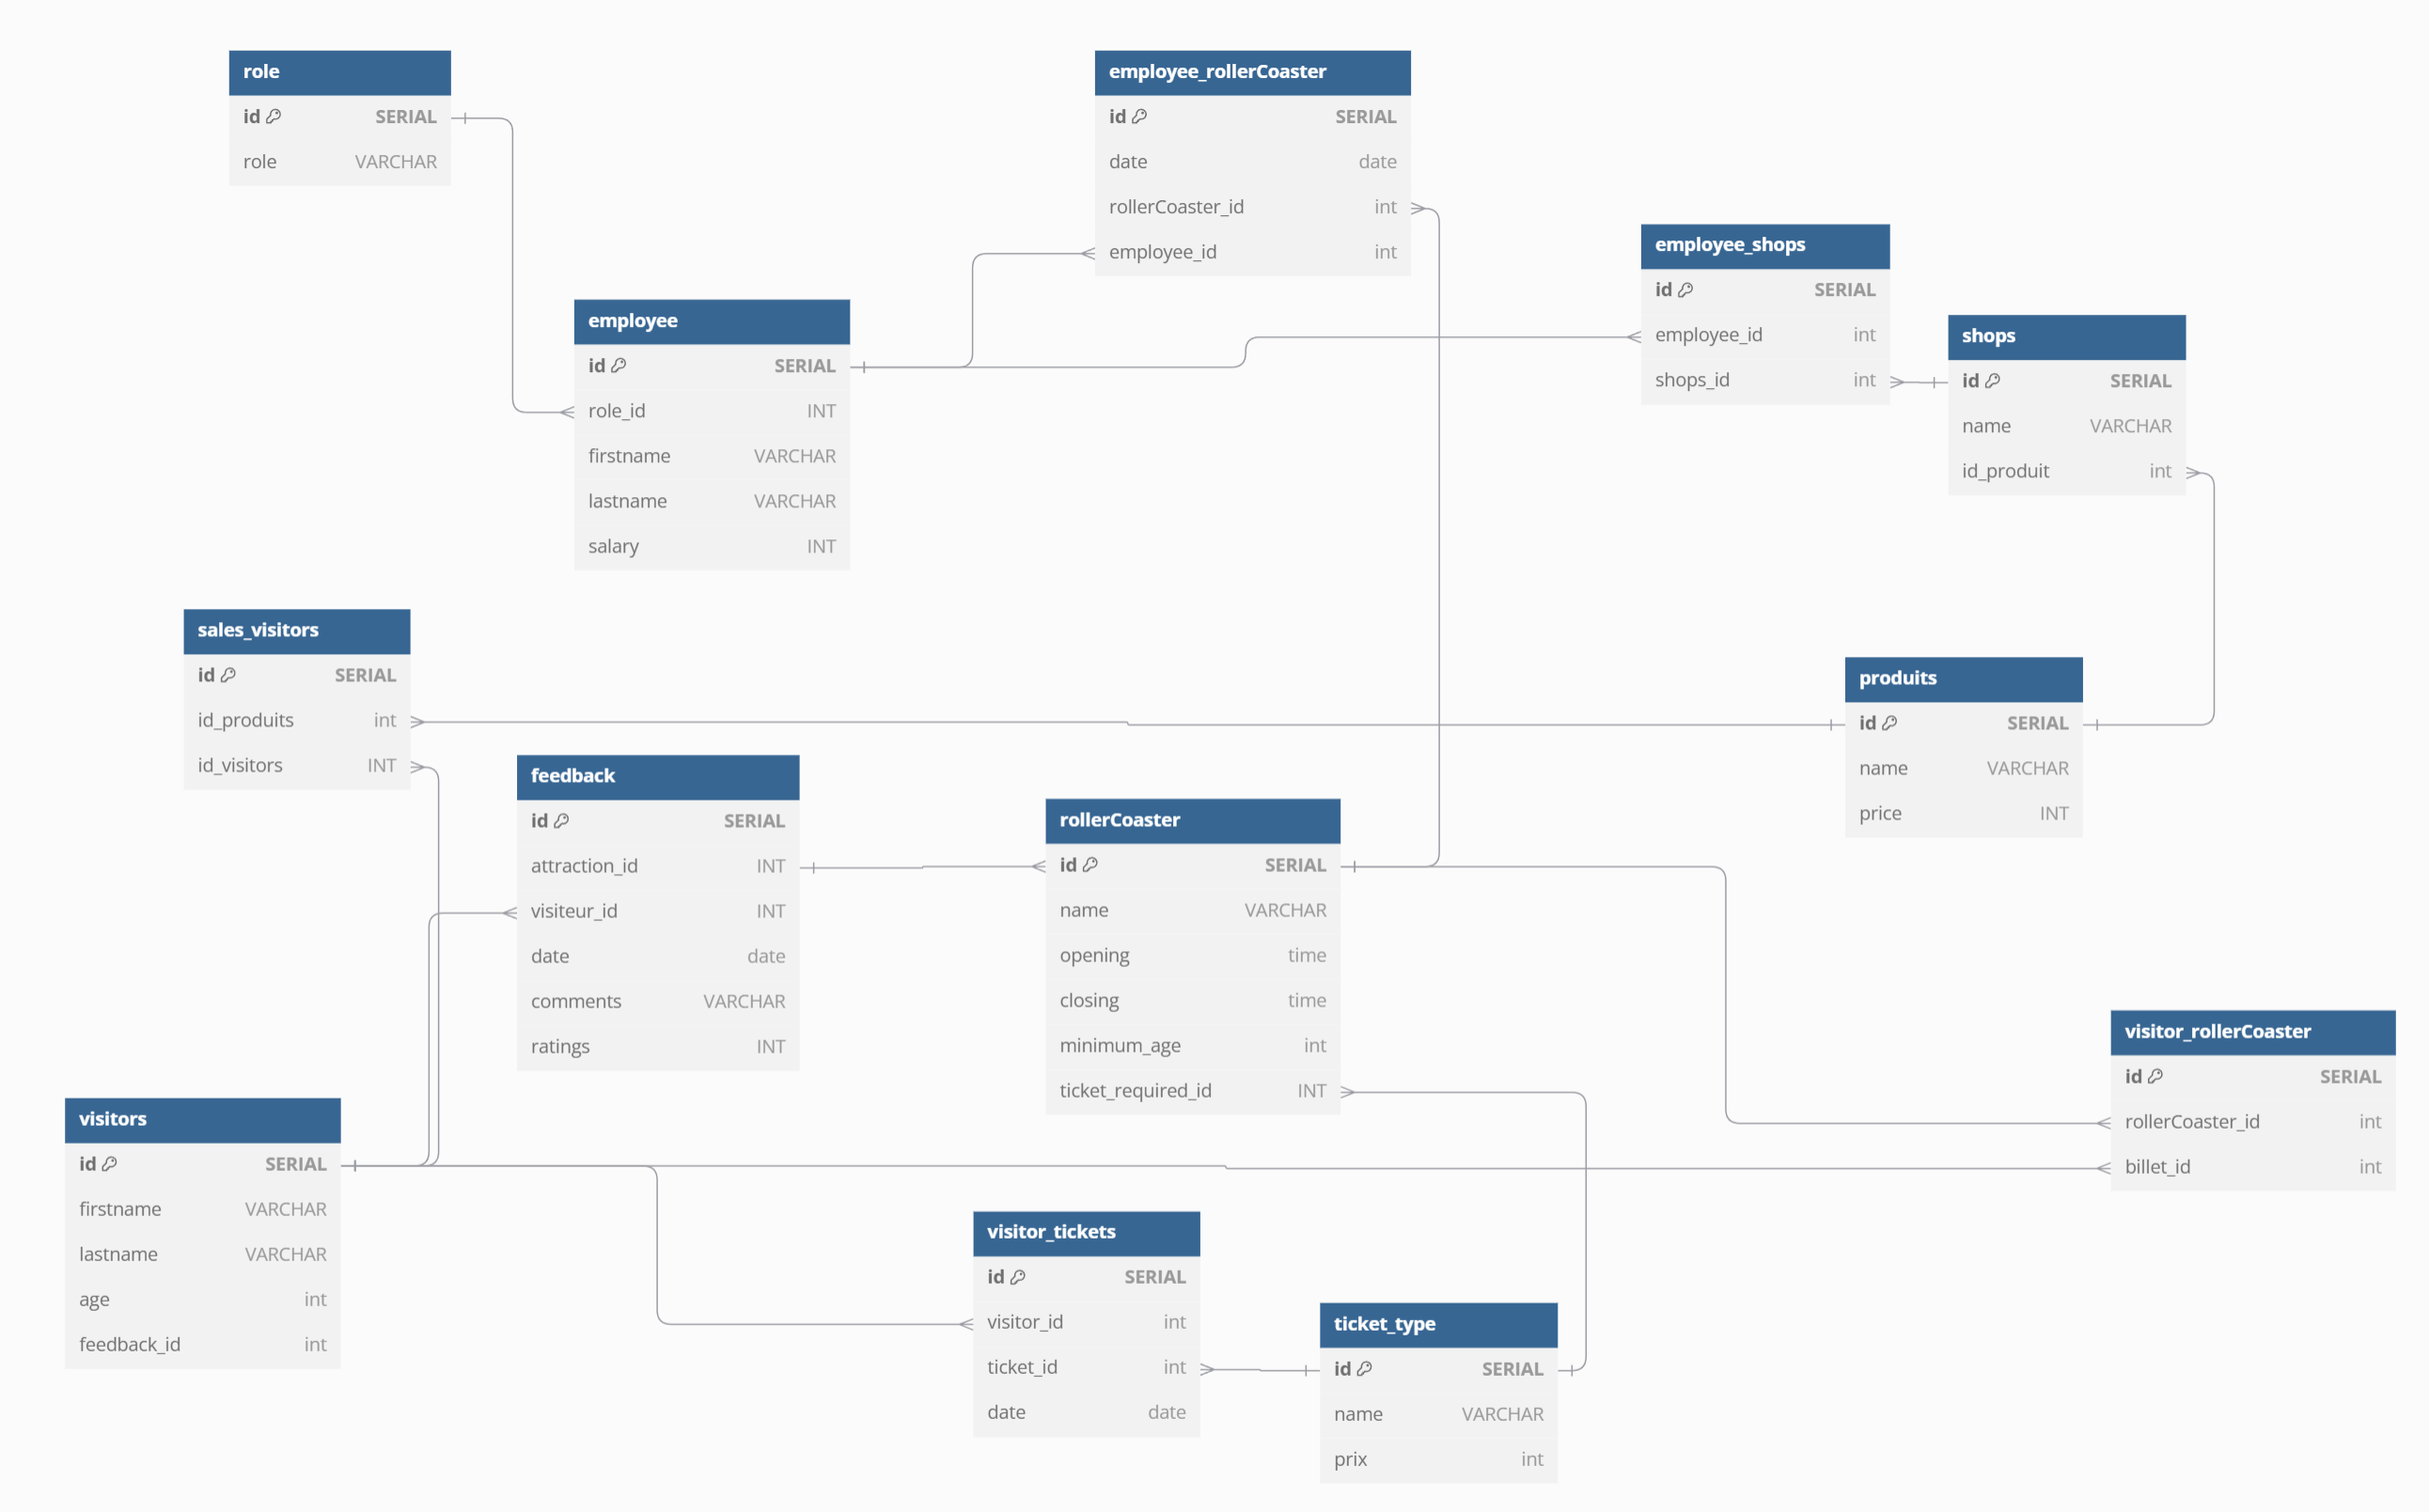 role
id SERIAL
role VARCHAR
employee_rollerCoaster
id SERIAL
date date
rollerCoaster_id int
employee_id int
employee_shops
id SERIAL
employee_id int
shops_id int
employee
id SERIAL
role_id INT
firstname VARCHAR
lastname VARCHAR
salary INT
shops
id SERIAL
name VARCHAR
id_produit int
sales_visitors
id SERIAL
id_produits int
id_visitors INT
produits
id SERIAL
name VARCHAR
price INT
feedback
id SERIAL
attraction_id INT
visiteur_id INT
date date
comments VARCHAR
ratings INT
rollerCoaster
id SERIAL
name VARCHAR
opening time
closing time
minimum_age int
ticket_required_id INT
visitor_rollerCoaster
id SERIAL
rollerCoaster_id int
billet_id int
visitors
id SERIAL
firstname VARCHAR
lastname VARCHAR
age int
feedback_id int
visitor_tickets
id SERIAL
visitor_id int
ticket_id int
date date
ticket_type
id SERIAL
name VARCHAR
prix int